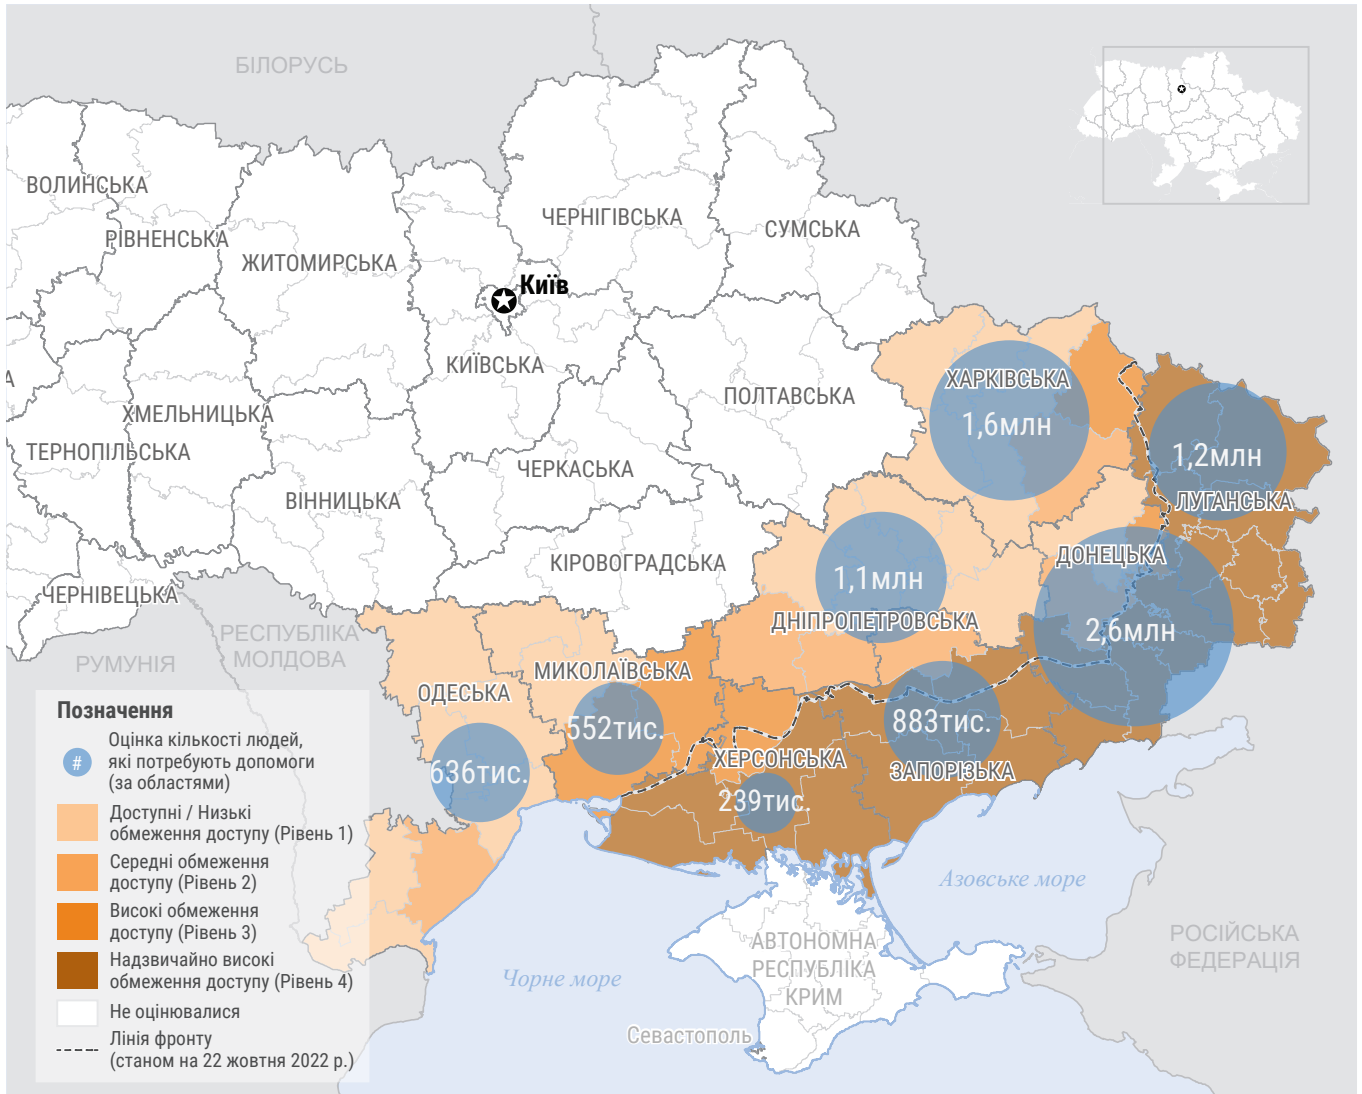 БІЛОРУСЬ
ВОЛИНСЬКА
РІВНЕНСЬКА
ЖИТОМИРСЬКА
ЧЕРНІГІВСЬКА
СУМСЬКА
Київ
КИЇВСЬКА
А
ХМЕЛЬНИЦЬКА
ТЕРНОПІЛЬСЬКА
ВІННИЦЬКА
ЧЕРКАСЬКА
ПОЛТАВСЬКА
ХАРКІВСЬКА
1,6млн
1,2млн
ЛУГАНСЬКА
ДОНЕЦЬКА
2,6млн
1,1млн
ДНІПРОПЕТРОВСЬКА
КІРОВОГРАДСЬКА
ЧЕРНІВЕЦЬКА
РУМУНІЯ
РЕСПУБЛІКА
МОЛДОВА
ОДЕСЬКА
636тис.
МИКОЛАЇВСЬКА
552тис.
ХЕРСОНСЬКА
239тис.
883тис.
ЗАПОРІЗЬКА
Азовське море
Чорне море
АВТОНОМНА
РЕСПУБЛІКА
КРИМ
Севастополь
РОСІЙСЬКА
ФЕДЕРАЦІЯ
Позначення
#
Оцінка кількості людей,
які потребують допомоги
(за областями)
Доступні / Низькі
обмеження доступу (Рівень 1)
Середні обмеження
доступу (Рівень 2)
Високі обмеження
доступу (Рівень 3)
Надзвичайно високі
обмеження доступу (Рівень 4)
Не оцінювалися
Лінія фронту
(станом на 22 жовтня 2022 р.)